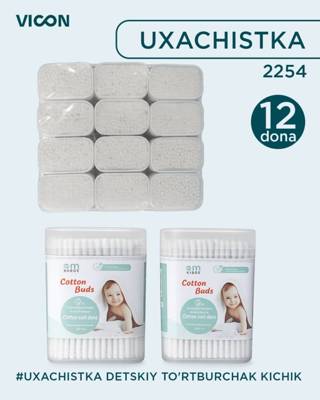 VICON
UXACHISTKA
2254
12
dona
Cotton
Buds
Cotton
Buds
#UXACHISTKA DETSKIY TO'RTBURCHAK KICHIK